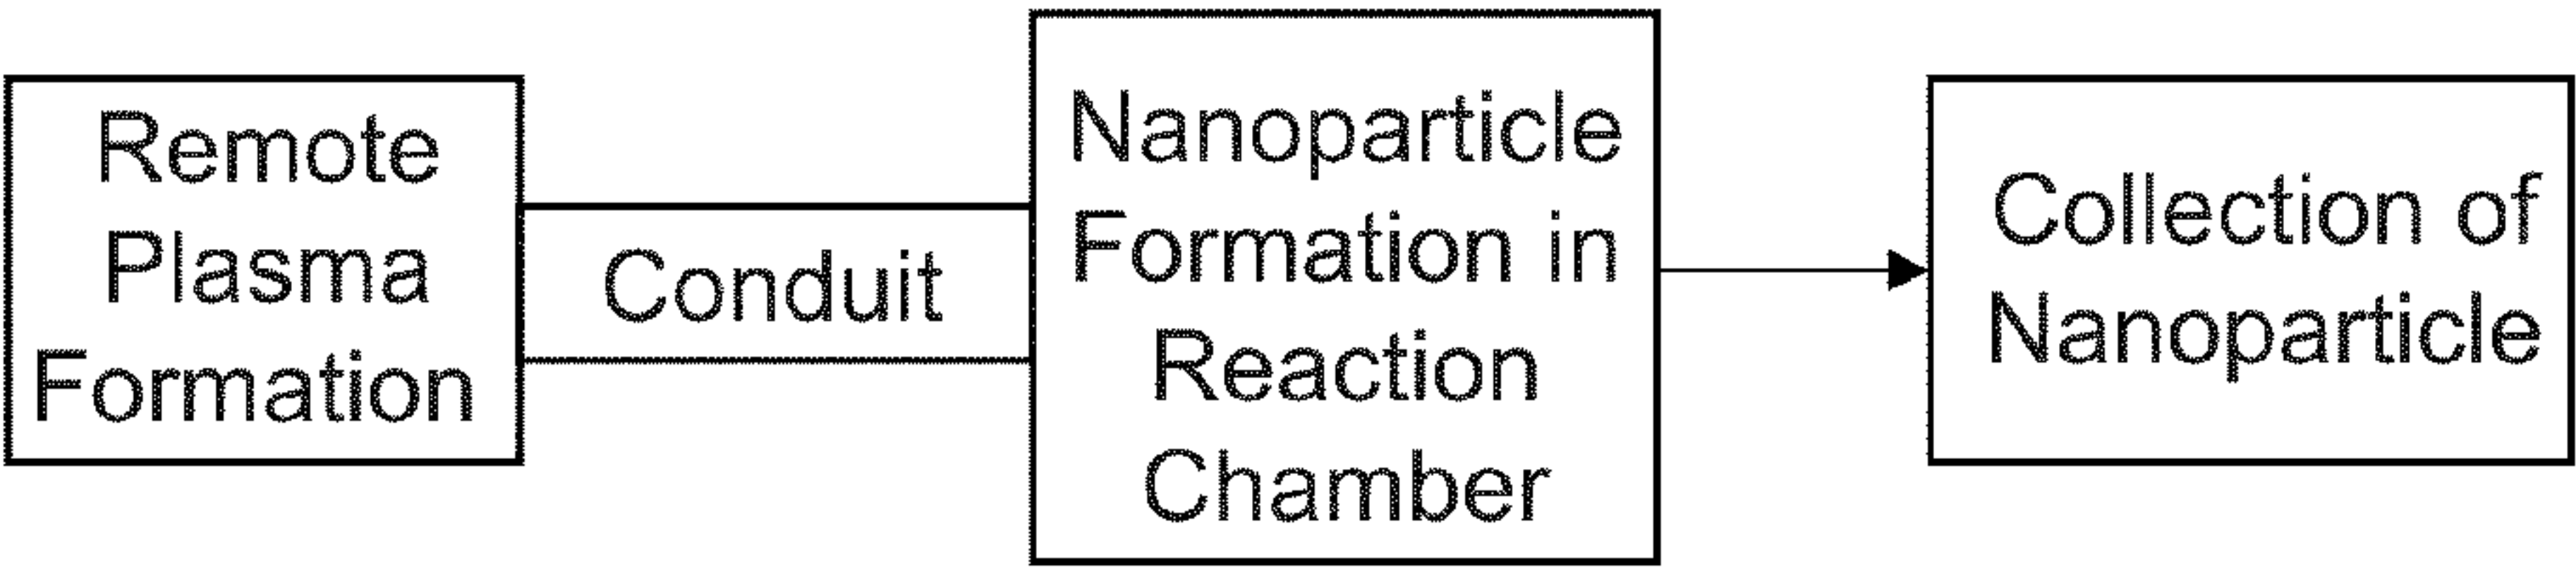 Remote
Plasma
Formation
Conduit
Nanoparticle
Formation in
Reaction
Chamber
Collection of
Nanoparticle